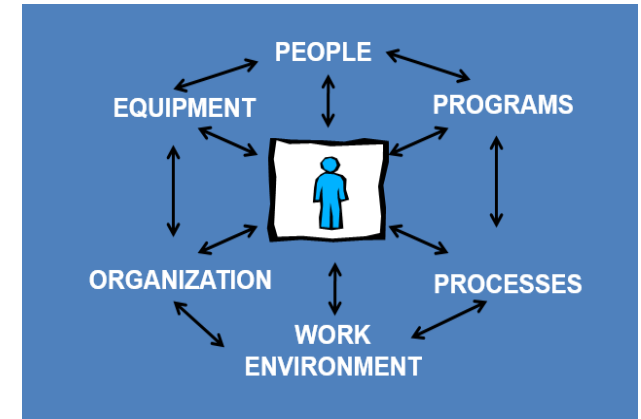 PEOPLE
EQUIPMENT
PROGRAMS
ORGANIZATION
PROCESSES
WORK
ENVIRONMENT